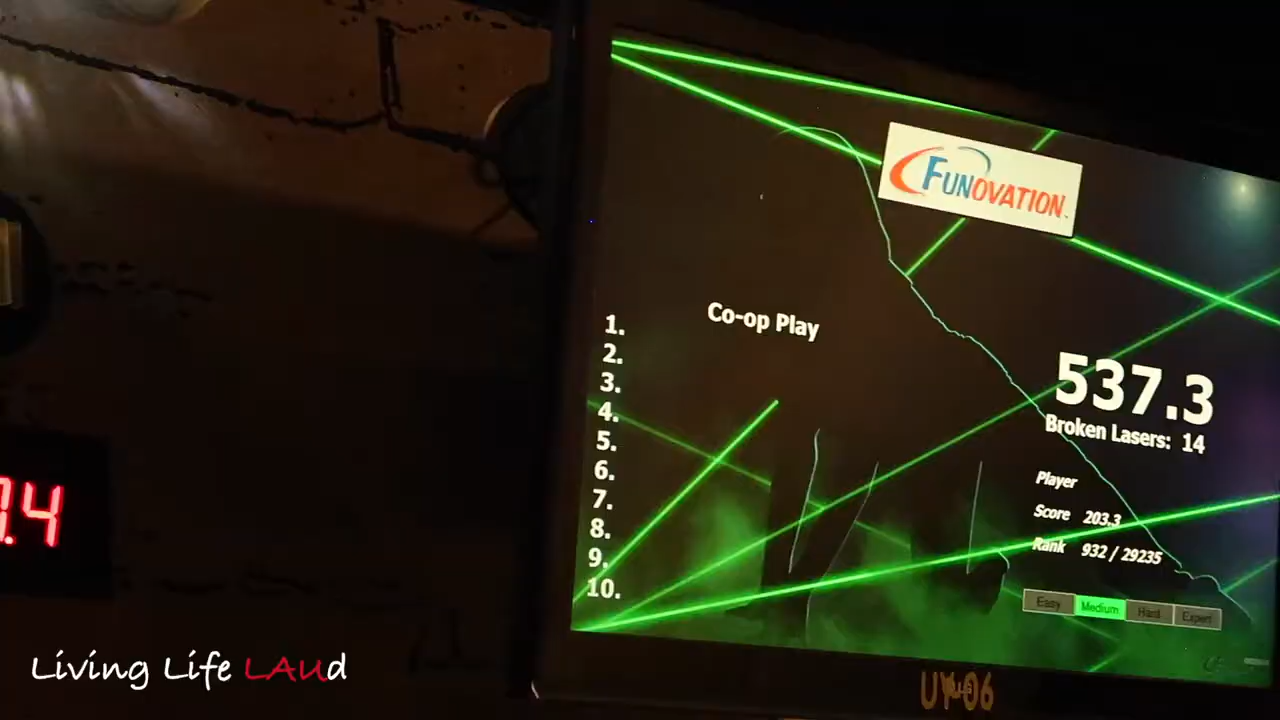 FUNOVATION
Co-op Play
1.
2.
3.
4.
5.
6.
7.
8.
9.
10.
537.3
Broken Lasers: 14
Player
Score 203.3
Rank 932 / 29235
Easy Medium Hard Expert
.4
Living Life LAUd